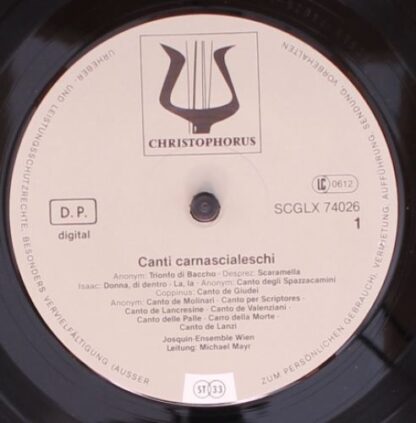 URHEBER- UND LEISTUNGSSCHUTZRECHTE, BESONDERS VERVIELFÄLTIGUNG (AUSSER
ZUM PERSÖNLICHEN GEBRAUCH), VERMIETUNG, AUFFÜHRUNG, SENDUNG, VORBEHALTEN
CHRISTOPHORUS
LC 0612
D.P.
digital
SCGLX 74026
1
Canti carnascialeschi
Anonym: Trionfo di Baccho · Desprez: Scaramella
Isaac: Donna, di dentro · La, la · Anonym: Canto degli Spazzacamini
Coppinus: Canto de Giudei
Anonym: Canto de Molinari · Canto per Scriptores ·
Canto de Lancresine · Canto de Valenziani ·
Canto delle Palle · Carro della Morte ·
Canto de Lanzi
Josquin-Ensemble Wien
Leitung: Michael Mayr
ST 33